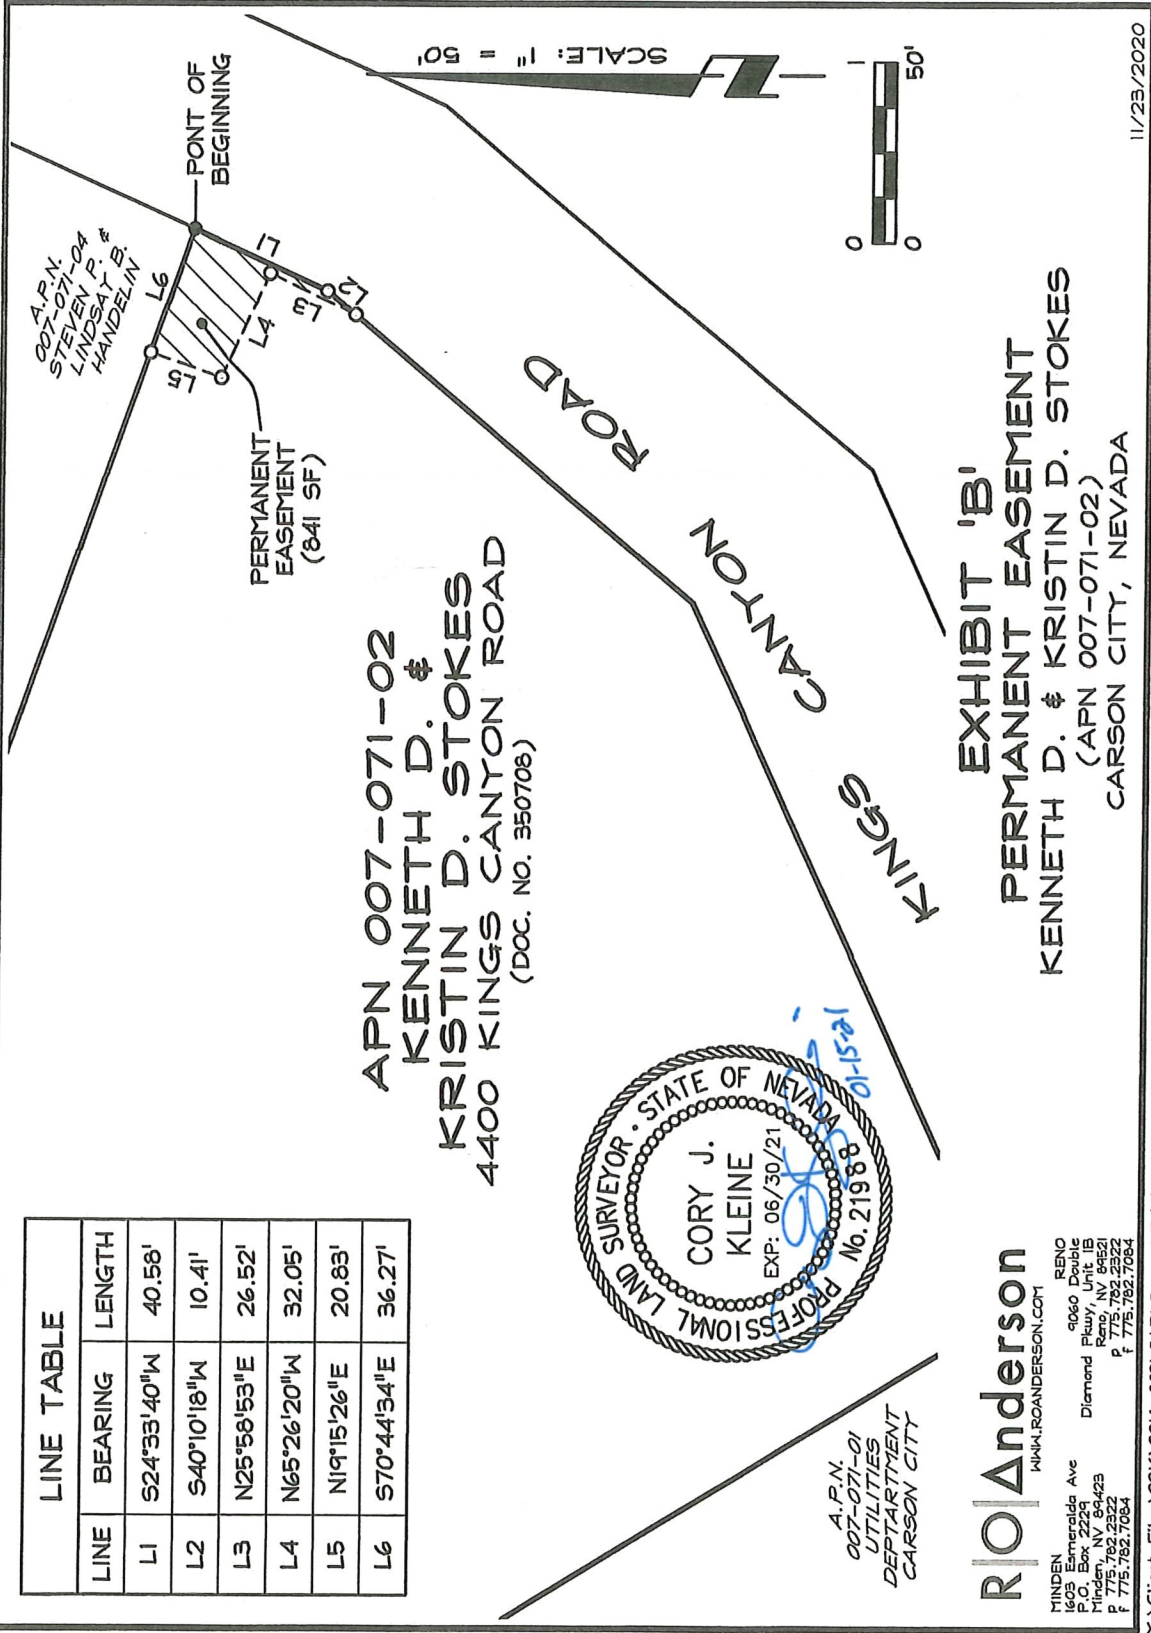 LINE TABLE
LINE BEARING LENGTH
L1 S24°33'40"W 40.58'
L2 S40°10'18"W 10.41'
L3 N25°58'53"E 26.52'
L4 N65°26'20"W 32.05'
L5 N19°15'26"E 20.83'
L6 S70°44'34"E 36.27'
A.P.N.
007-071-04
STEVEN P. &
LINDSAY B.
HANDELIN
PONT OF
BEGINNING
L6
L5
L4
L1
L3
L2
PERMANENT
EASEMENT
(841 SF)
APN 007-071-02
KENNETH D. &
KRISTIN D. STOKES
4400 KINGS CANYON ROAD
(DOC. NO. 350708)
SCALE: 1" = 50'
N
0
0 50'
KINGS CANYON ROAD
PROFESSIONAL LAND SURVEYOR · STATE OF NEVADA
CORY J.
KLEINE
EXP: 06/30/21
No. 21988
01-15-21
A.P.N.
007-071-01
UTILITIES
DEPARTMENT
CARSON CITY
EXHIBIT 'B'
PERMANENT EASEMENT
KENNETH D. & KRISTIN D. STOKES
(APN 007-071-02)
CARSON CITY, NEVADA
R|O|Anderson
WWW.ROANDERSON.COM
MINDEN
1603 Esmeralda Ave
P.O. Box 2229
Minden, NV 89423
P 775.782.2322
F 775.782.7084
RENO
9060 Double
Diamond Pkwy, Unit 1B
Reno, NV 89521
P 775.782.2322
F 775.782.7084
11/23/2020